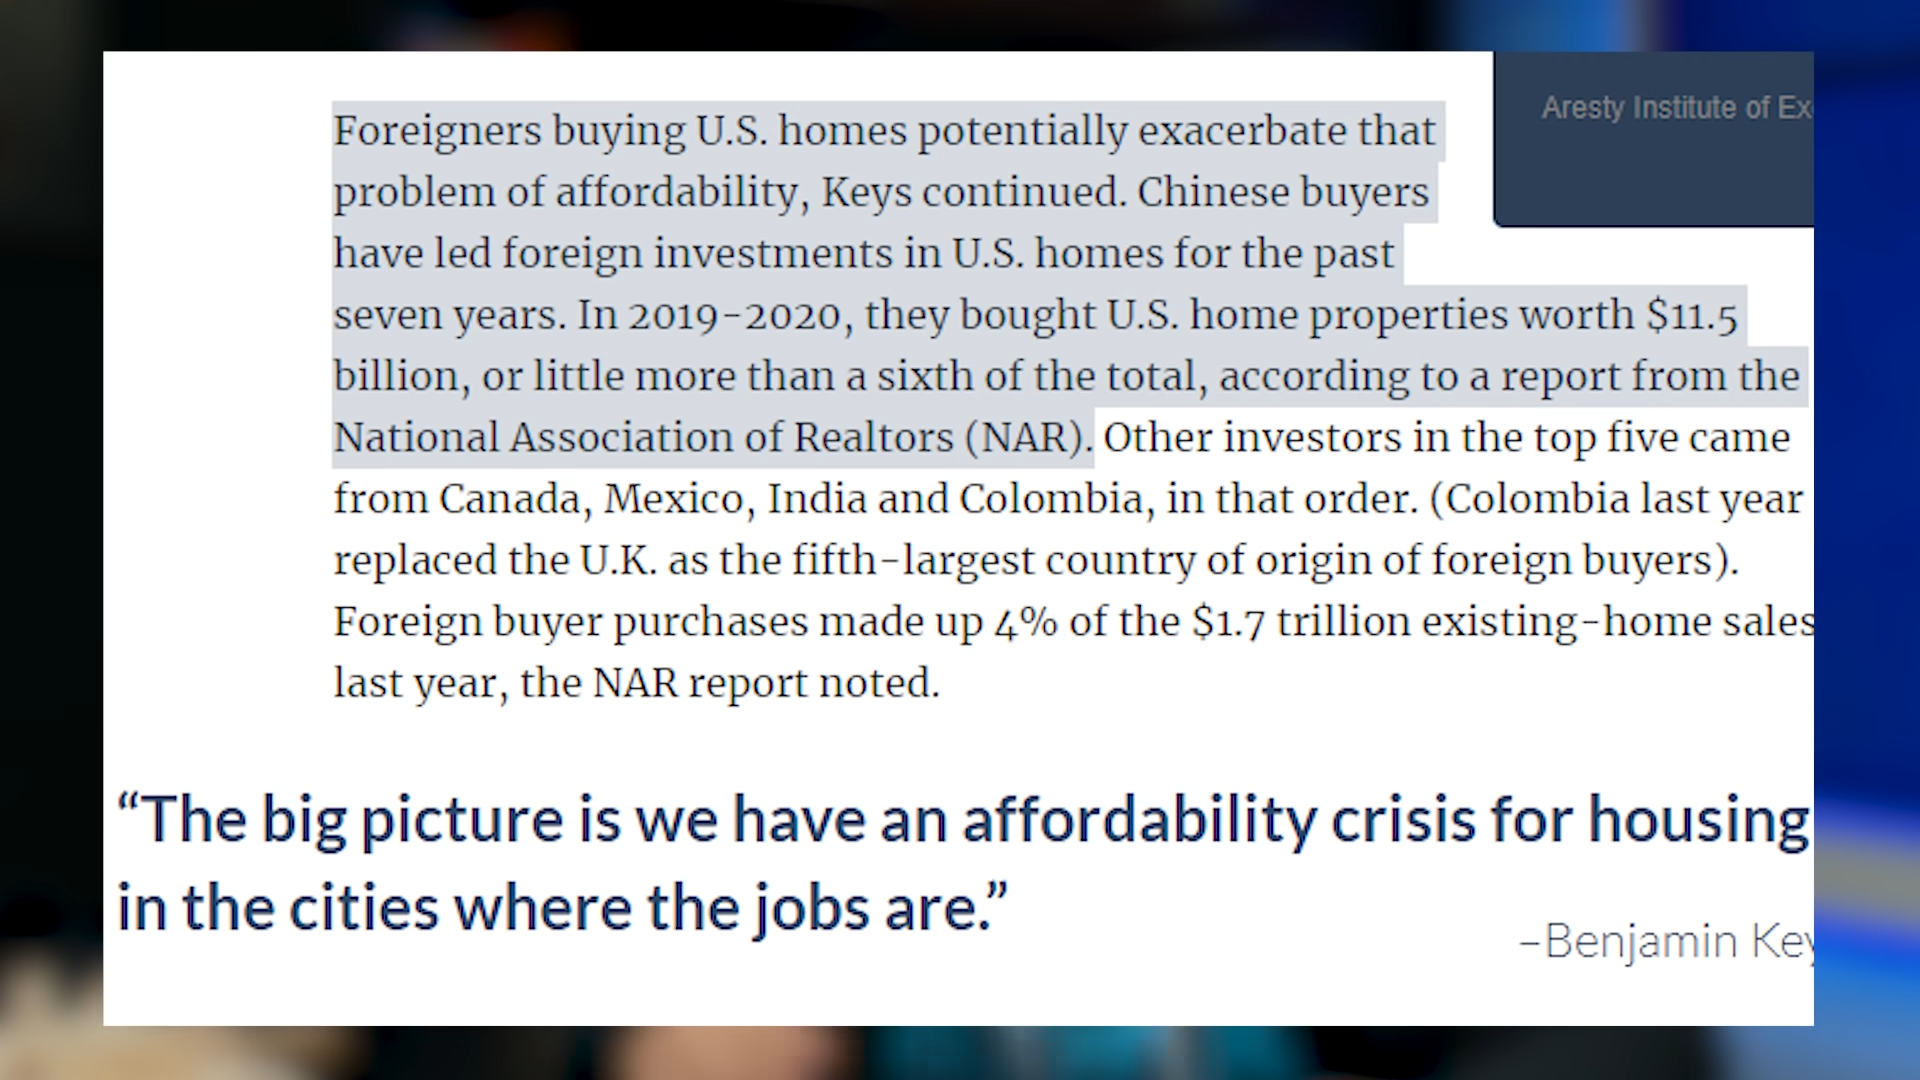 Aresty Institute of Ex
Foreigners buying U.S. homes potentially exacerbate that
problem of affordability, Keys continued. Chinese buyers
have led foreign investments in U.S. homes for the past
seven years. In 2019-2020, they bought U.S. home properties worth $11.5
billion, or little more than a sixth of the total, according to a report from the
National Association of Realtors (NAR). Other investors in the top five came
from Canada, Mexico, India and Colombia, in that order. (Colombia last year
replaced the U.K. as the fifth-largest country of origin of foreign buyers).
Foreign buyer purchases made up 4% of the $1.7 trillion existing-home sales
last year, the NAR report noted.
“The big picture is we have an affordability crisis for housing
in the cities where the jobs are.”
–Benjamin Key